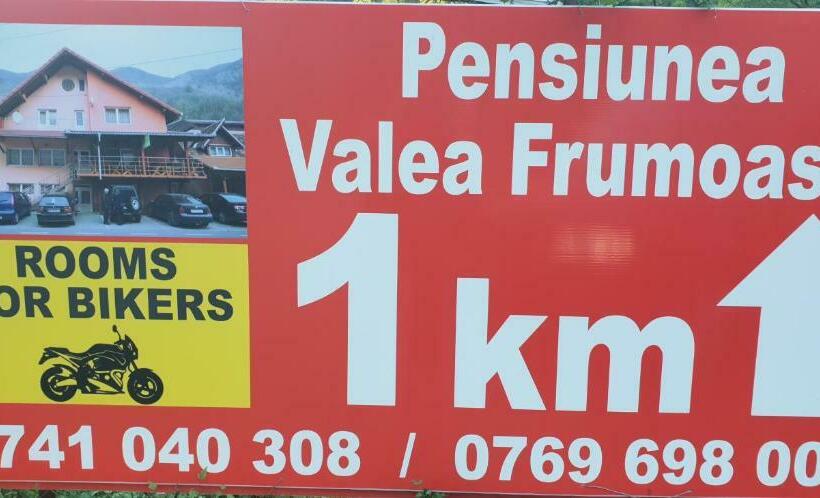 Pensiunea
Valea Frumoas
1 km
ROOMS
OR BIKERS
741 040 308 / 0769 698 00